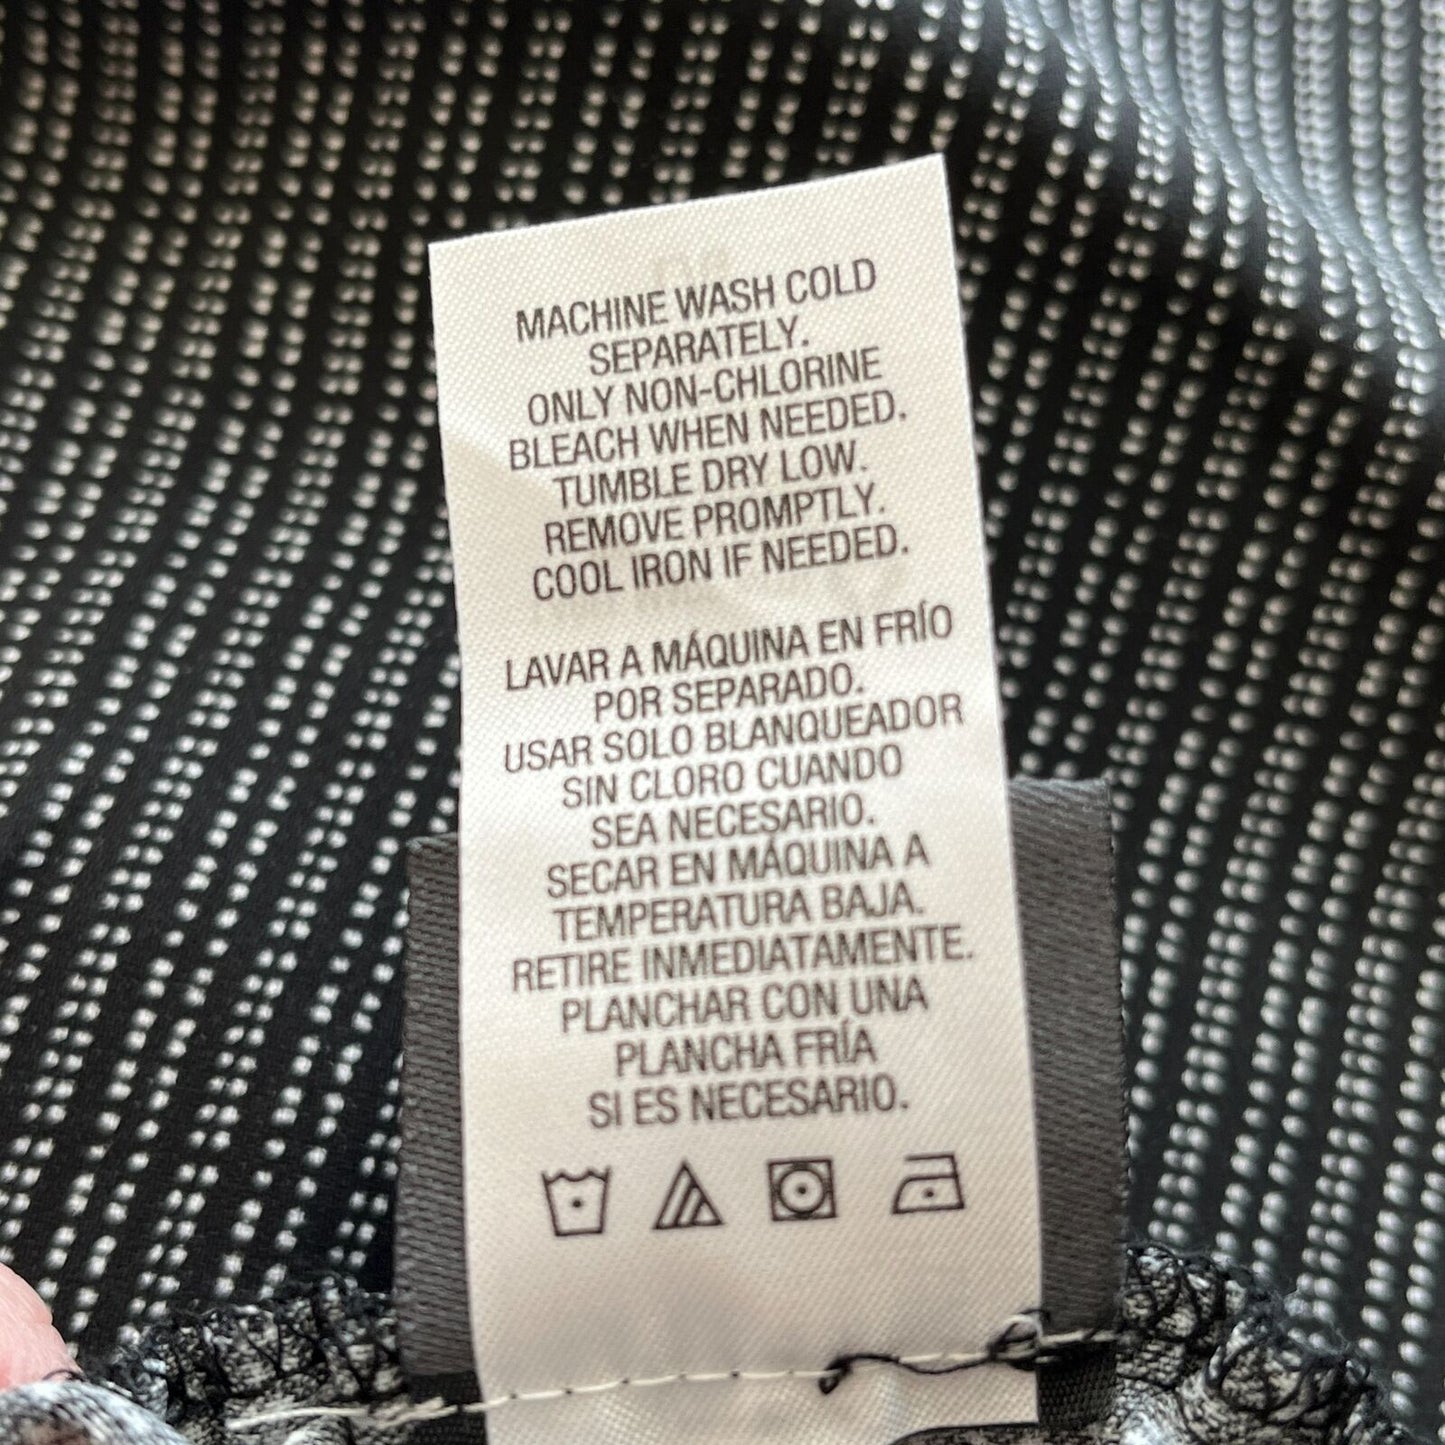 MACHINE WASH COLD
SEPARATELY.
ONLY NON-CHLORINE
BLEACH WHEN NEEDED.
TUMBLE DRY LOW.
REMOVE PROMPTLY.
COOL IRON IF NEEDED.
LAVAR A MÁQUINA EN FRÍO
POR SEPARADO.
USAR SOLO BLANQUEADOR
SIN CLORO CUANDO
SEA NECESARIO.
SECAR EN MÁQUINA A
TEMPERATURA BAJA.
RETIRE INMEDIATAMENTE.
PLANCHAR CON UNA
PLANCHA FRÍA
SI ES NECESARIO.